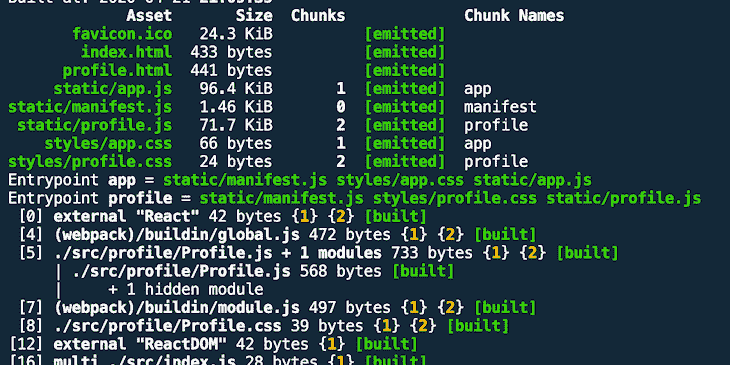 Asset Size Chunks Chunk Names
favicon.ico 24.3 KiB [emitted]
index.html 433 bytes [emitted]
profile.html 441 bytes [emitted]
static/app.js 96.4 KiB 1 [emitted] app
static/manifest.js 1.46 KiB 0 [emitted] manifest
static/profile.js 71.7 KiB 2 [emitted] profile
styles/app.css 66 bytes 1 [emitted] app
styles/profile.css 24 bytes 2 [emitted] profile
Entrypoint app = static/manifest.js styles/app.css static/app.js
Entrypoint profile = static/manifest.js styles/profile.css static/profile.js
[0] external "React" 42 bytes {1} {2} [built]
[4] (webpack)/buildin/global.js 472 bytes {1} {2} [built]
[5] ./src/profile/Profile.js + 1 modules 733 bytes {1} {2} [built]
| ./src/profile/Profile.js 568 bytes [built]
| + 1 hidden module
[7] (webpack)/buildin/module.js 497 bytes {1} {2} [built]
[8] ./src/profile/Profile.css 39 bytes {1} {2} [built]
[12] external "ReactDOM" 42 bytes {1} [built]
[16] multi ./src/index.js 28 bytes {1} [built]